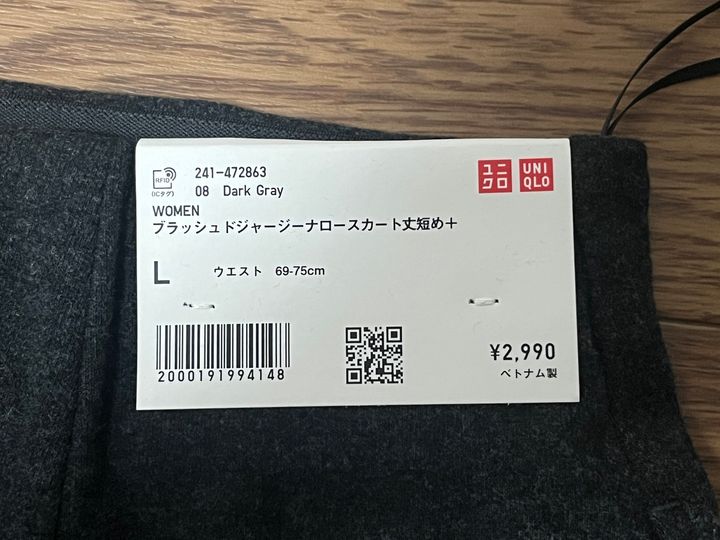 RFID
(ICタグ)
241-472863
08 Dark Gray
ユニ
クロ
UNI
QLO
WOMEN
ブラッシュドジャージーナロースカート丈短め＋
L ウエスト 69-75cm
2000191994148
¥2,990
ベトナム製